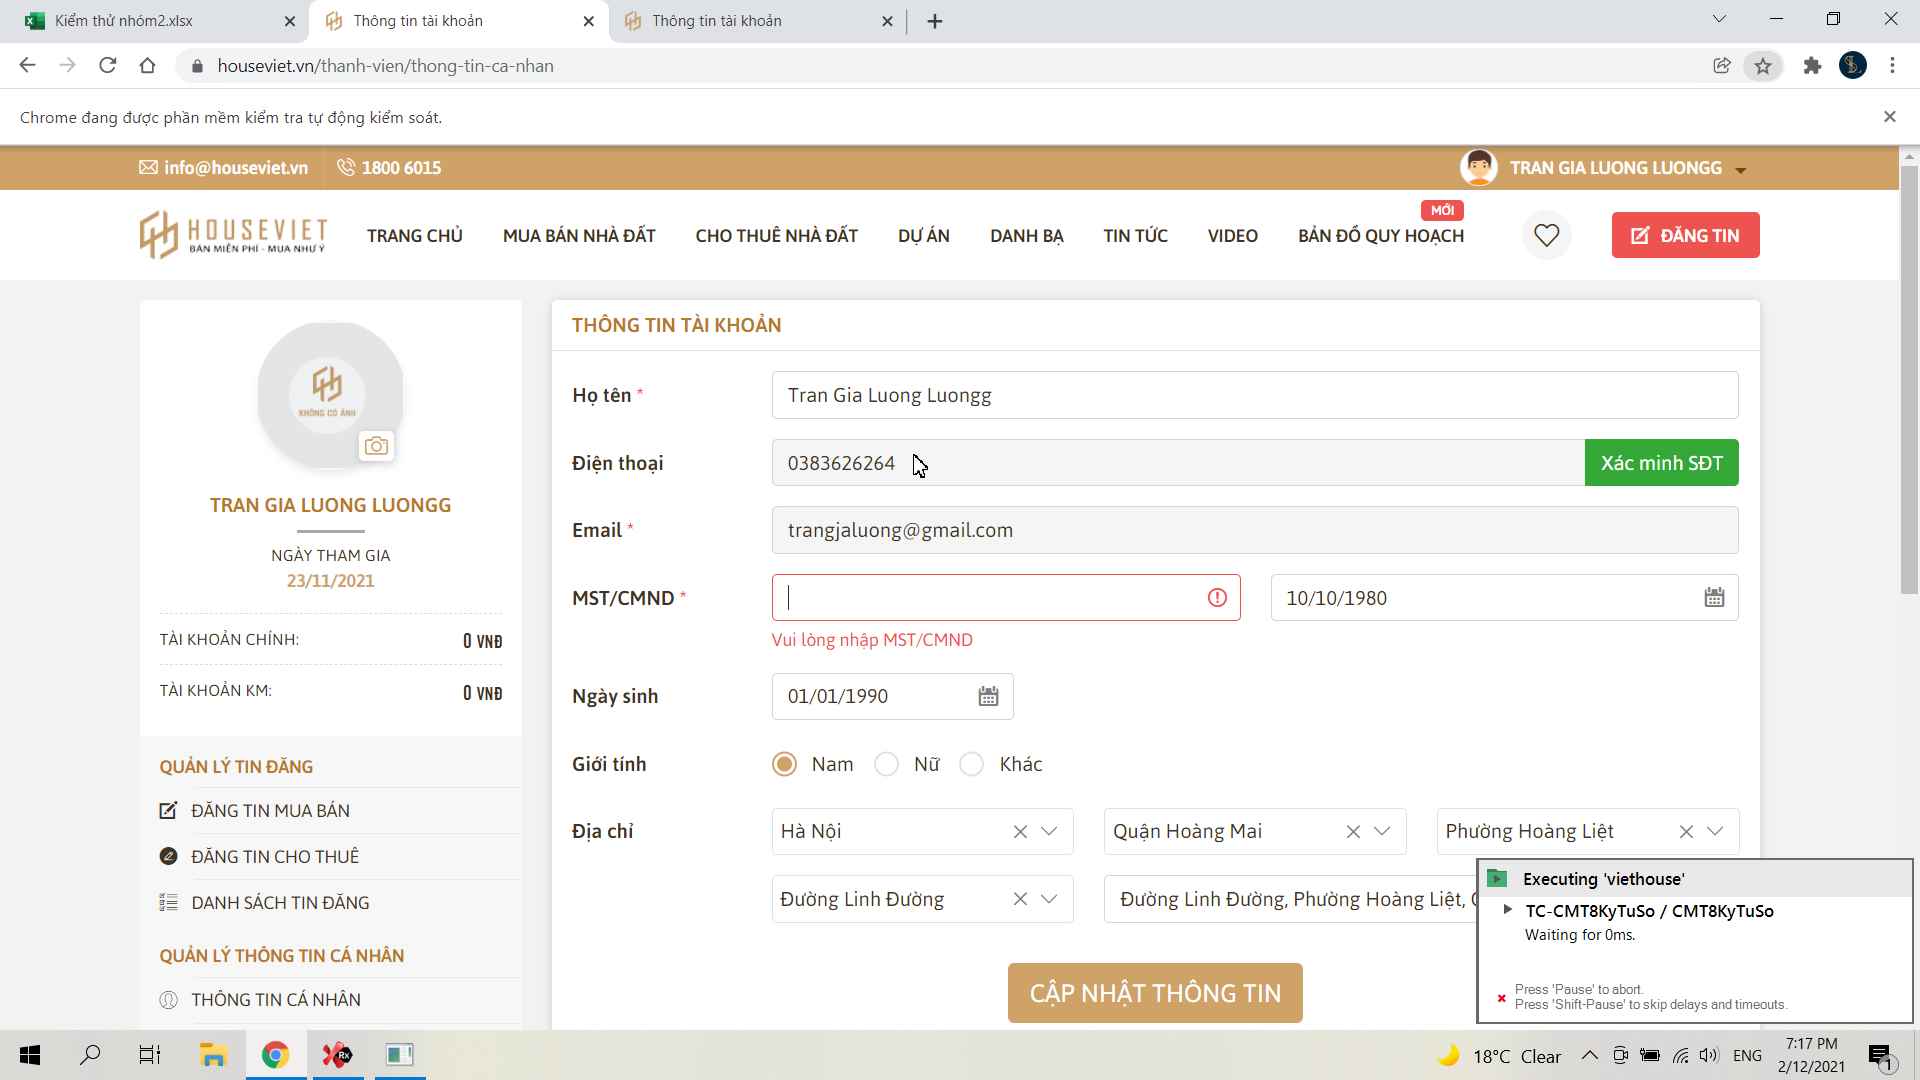 Kiểm thử nhóm2.xlsx
Thông tin tài khoản
Thông tin tài khoản
houseviet.vn/thanh-vien/thong-tin-ca-nhan
Chrome đang được phần mềm kiểm tra tự động kiểm soát.
info@houseviet.vn
1800 6015
TRAN GIA LUONG LUONGG
HOUSEVIET
BÁN MIỄN PHÍ - MUA NHƯ Ý
TRANG CHỦ
MUA BÁN NHÀ ĐẤT
CHO THUÊ NHÀ ĐẤT
DỰ ÁN
DANH BẠ
TIN TỨC
VIDEO
MỚI
BẢN ĐỒ QUY HOẠCH
ĐĂNG TIN
KHÔNG CÓ ẢNH
TRAN GIA LUONG LUONGG
NGÀY THAM GIA
23/11/2021
TÀI KHOẢN CHÍNH: 0 VNĐ
TÀI KHOẢN KM: 0 VNĐ
QUẢN LÝ TIN ĐĂNG
ĐĂNG TIN MUA BÁN
ĐĂNG TIN CHO THUÊ
DANH SÁCH TIN ĐĂNG
QUẢN LÝ THÔNG TIN CÁ NHÂN
THÔNG TIN CÁ NHÂN
THÔNG TIN TÀI KHOẢN
Họ tên * Tran Gia Luong Luongg
Điện thoại 0383626264 Xác minh SĐT
Email * trangjaluong@gmail.com
MST/CMND * 10/10/1980
Vui lòng nhập MST/CMND
Ngày sinh 01/01/1990
Giới tính Nam Nữ Khác
Địa chỉ Hà Nội Quận Hoàng Mai Phường Hoàng Liệt
Đường Linh Đường Đường Linh Đường, Phường Hoàng Liệt,
CẬP NHẬT THÔNG TIN
Executing 'viethouse'
TC-CMT8KyTuSo / CMT8KyTuSo
Waiting for 0ms.
Press 'Pause' to abort.
Press 'Shift-Pause' to skip delays and timeouts.
Rx
18°C Clear
ENG
7:17 PM
2/12/2021
1